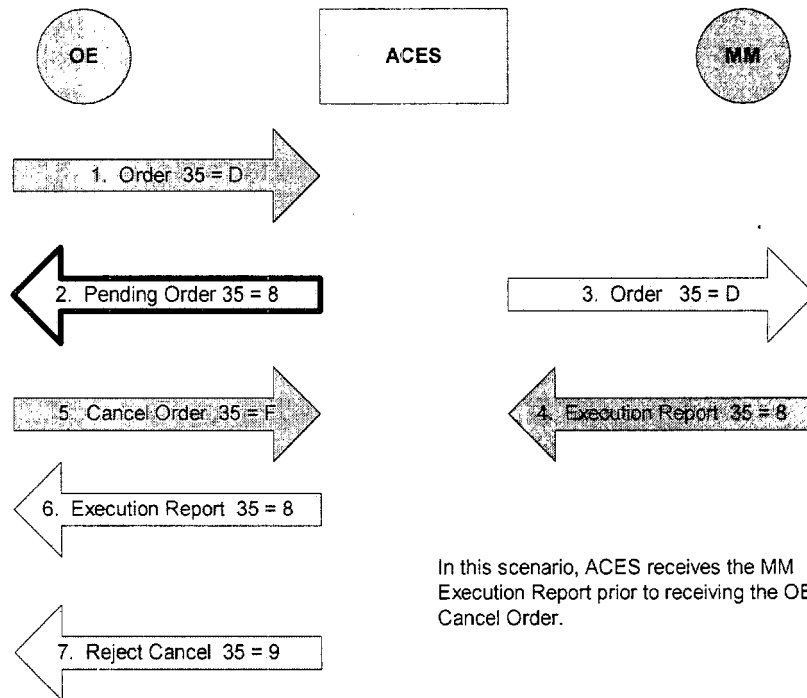 OE
ACES
MM
1. Order 35 = D
2. Pending Order 35 = 8
3. Order 35 = D
5. Cancel Order 35 = F
4. Execution Report 35 = 8
6. Execution Report 35 = 8
In this scenario, ACES receives the MM
Execution Report prior to receiving the OE
Cancel Order.
7. Reject Cancel 35 = 9